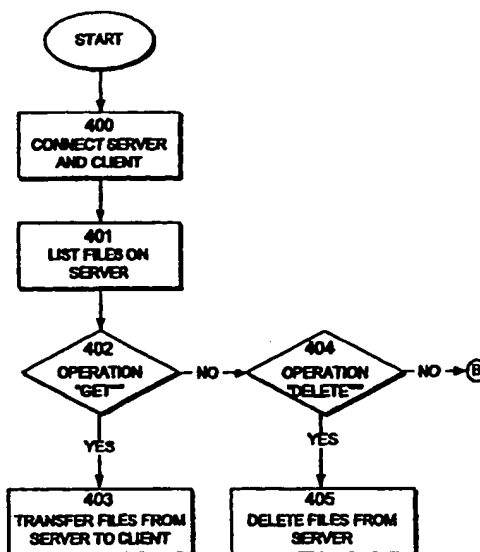 START
400
CONNECT SERVER
AND CLIENT
401
LIST FILES ON
SERVER
402
OPERATION
"GET"
NO
404
OPERATION
"DELETE"
NO
B
YES
YES
403
TRANSFER FILES FROM
SERVER TO CLIENT
405
DELETE FILES FROM
SERVER